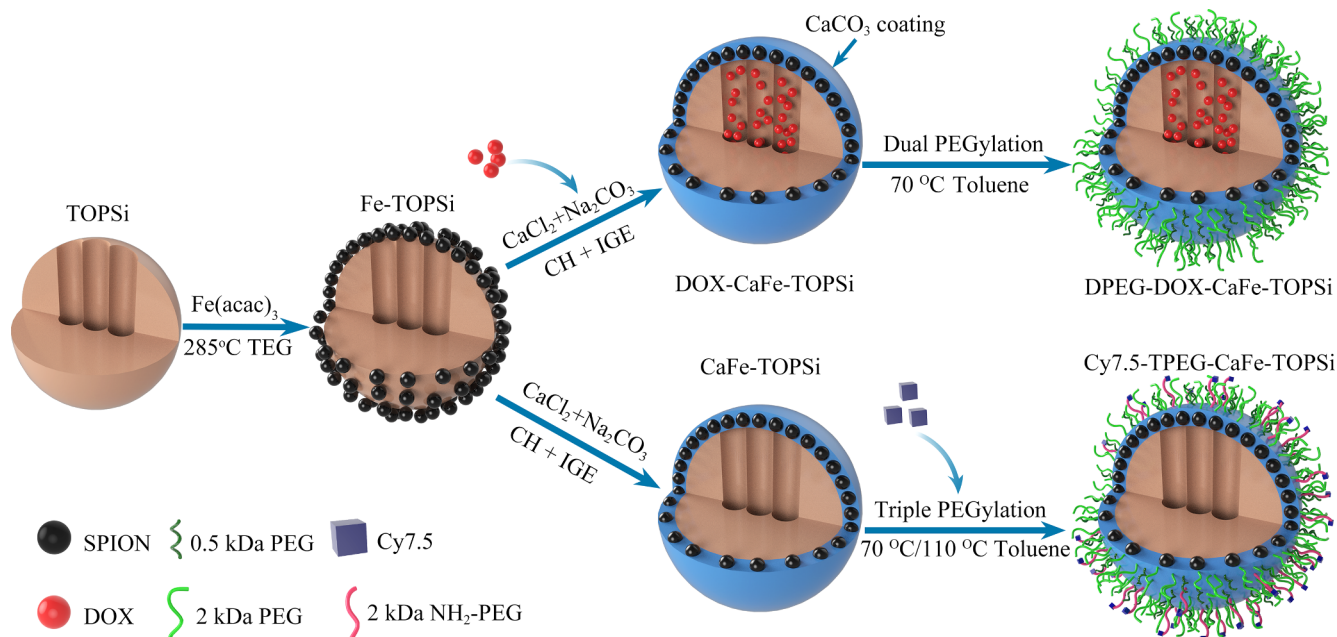 CaCO₃ coating
TOPSi
Fe-TOPSi
Fe(acac)₃
285°C TEG
CaCl₂+Na₂CO₃
CH + IGE
DOX-CaFe-TOPSi
Dual PEGylation
70 ᴼC Toluene
DPEG-DOX-CaFe-TOPSi
CaCl₂+Na₂CO₃
CH + IGE
CaFe-TOPSi
Triple PEGylation
70 ᴼC/110 ᴼC Toluene
Cy7.5-TPEG-CaFe-TOPSi
SPION
0.5 kDa PEG
Cy7.5
DOX
2 kDa PEG
2 kDa NH₂-PEG